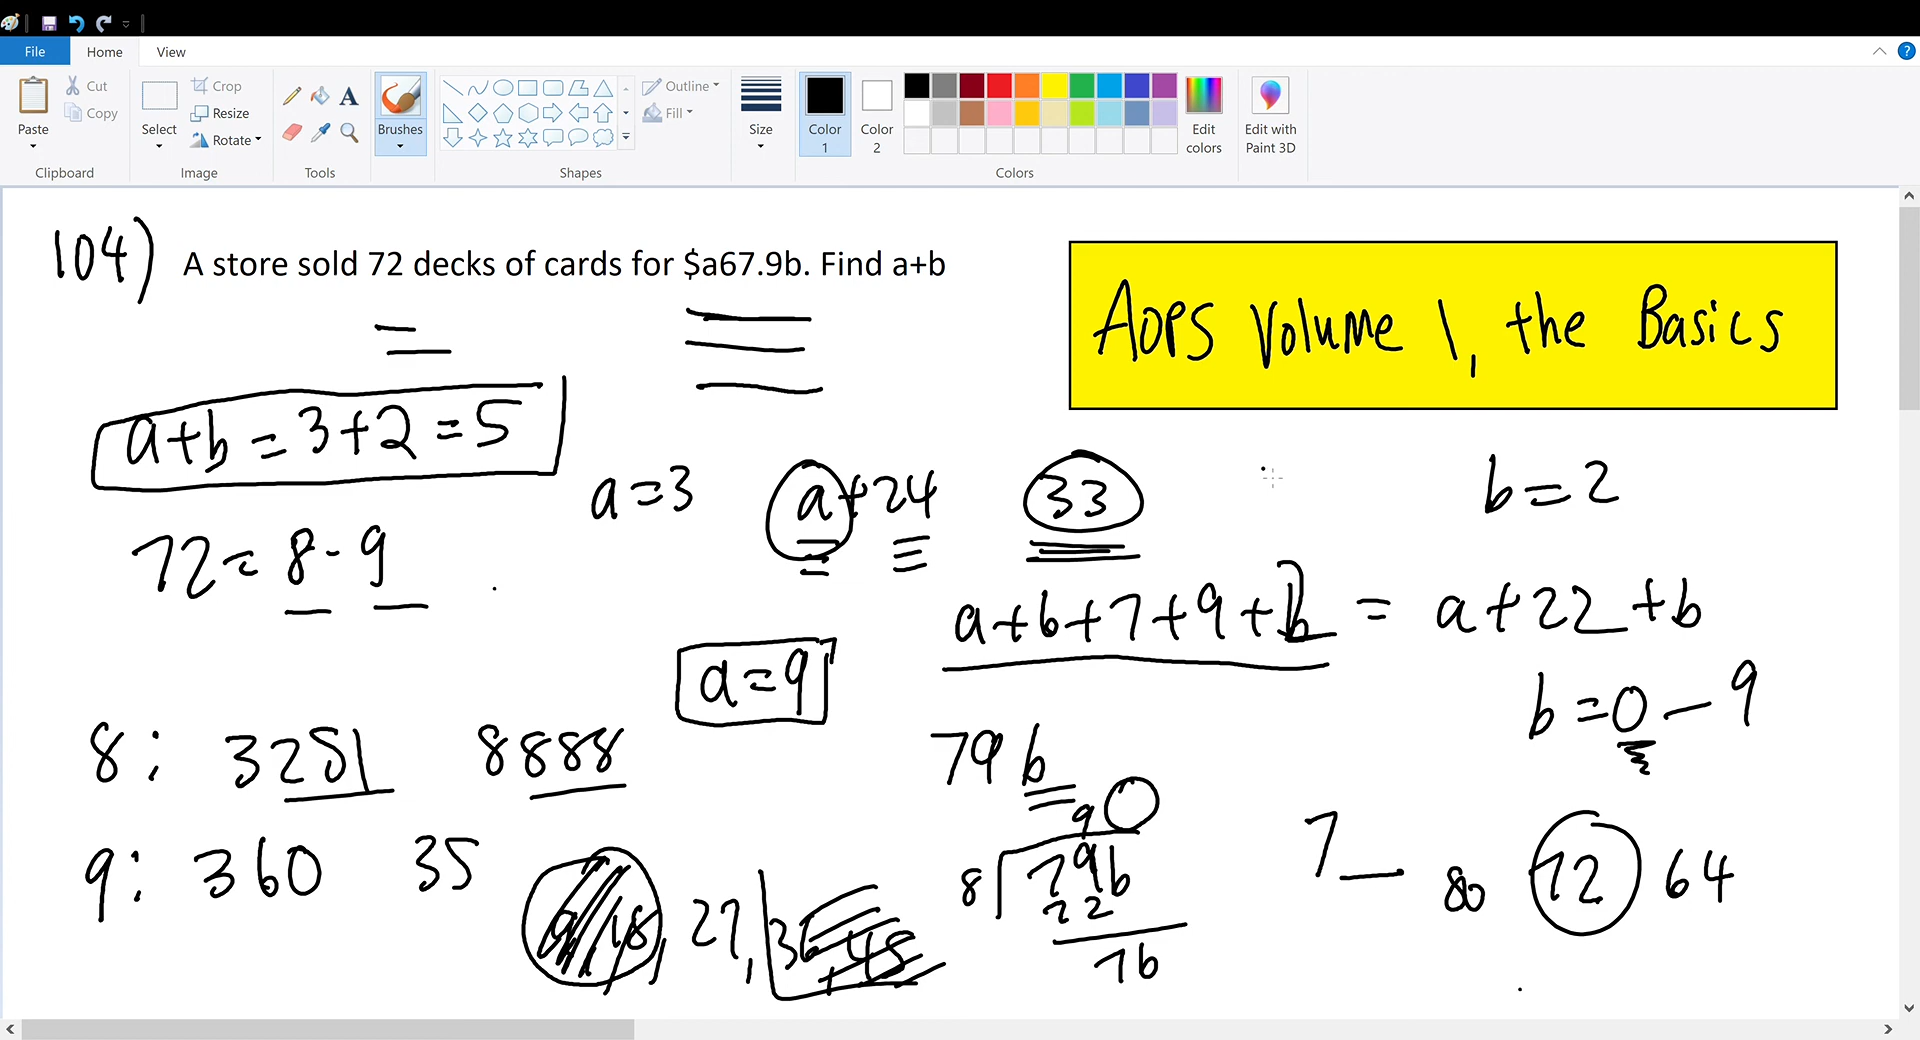 File Home View
Paste
Cut
Copy
Clipboard
Select
Crop
Resize
Rotate
Image
A
Tools
Brushes
Shapes
Outline
Fill
Size
Color 1
Color 2
Edit colors
Colors
Edit with Paint 3D
104) A store sold 72 decks of cards for $a67.9b. Find a+b
AOPS Volume 1, the Basics
a+b = 3+2 = 5
a=3 a+24 33 b=2
72= 8-9
a+b+7+9+b = a+22+b
a=9
b=0-9
8: 3251 8888
79b
90
8 79b
72
7b
7_ 80 72 64
9: 360 35
27, 36